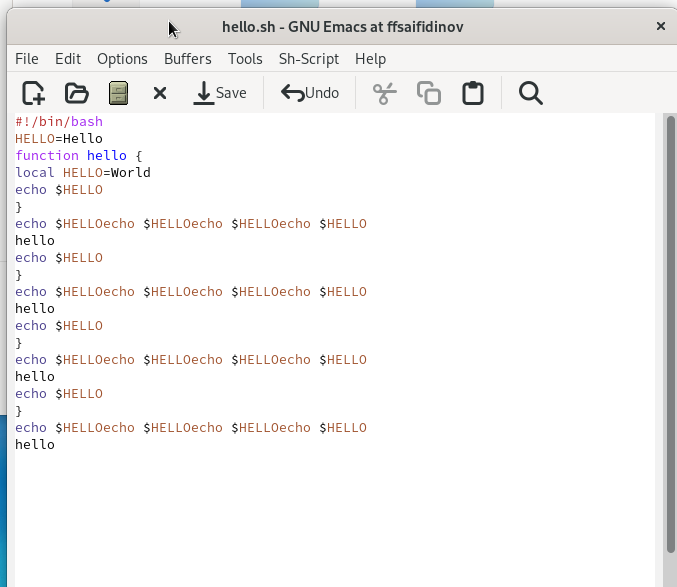 hello.sh - GNU Emacs at ffsaifidinov
File Edit Options Buffers Tools Sh-Script Help
Save Undo
#!/bin/bash
HELLO=Hello
function hello {
local HELLO=World
echo $HELLO
}
echo $HELLOecho $HELLOecho $HELLOecho $HELLO
hello
echo $HELLO
}
echo $HELLOecho $HELLOecho $HELLOecho $HELLO
hello
echo $HELLO
}
echo $HELLOecho $HELLOecho $HELLOecho $HELLO
hello
echo $HELLO
}
echo $HELLOecho $HELLOecho $HELLOecho $HELLO
hello